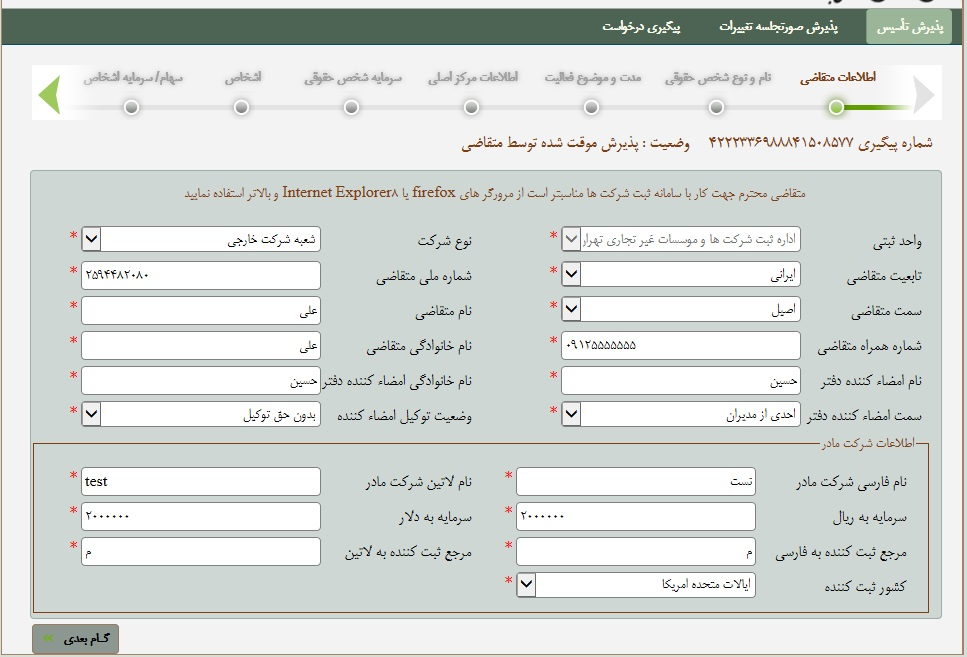 پذیرش تأسیس پذیرش صورتجلسه تغییرات پیگیری درخواست
اطلاعات متقاضی نام و نوع شخص حقوقی مدت و موضوع فعالیت اطلاعات مرکز اصلی سرمایه شخص حقوقی اشخاص سهام/ سرمایه اشخاص
شماره پیگیری ۴۲۲۲۳۳۶۹۸۸۸۴۱۵۰۸۵۷۷ وضعیت : پذیرش موقت شده توسط متقاضی
متقاضی محترم جهت کار با سامانه ثبت شرکت ها مناسبتر است از مرورگر های firefox یا Internet Explorer۸ و بالاتر استفاده نمایید
واحد ثبتی اداره ثبت شرکت ها و موسسات غیر تجاری تهران * نوع شرکت شعبه شرکت خارجی *
تابعیت متقاضی ایرانی * شماره ملی متقاضی ۲۵۹۴۴۸۲۰۸۰ *
سمت متقاضی اصیل * نام متقاضی علی *
شماره همراه متقاضی ۰۹۱۲۵۵۵۵۵۵۵ * نام خانوادگی متقاضی علی *
نام امضاء کننده دفتر حسین * نام خانوادگی امضاء کننده دفتر حسین *
سمت امضاء کننده دفتر احدی از مدیران * وضعیت توکیل امضاء کننده بدون حق توکیل *
اطلاعات شرکت مادر
نام فارسی شرکت مادر تست * نام لاتین شرکت مادر test *
سرمایه به ریال ۲۰۰۰۰۰۰ * سرمایه به دلار ۲۰۰۰۰۰۰ *
مرجع ثبت کننده به فارسی م * مرجع ثبت کننده به لاتین م *
کشور ثبت کننده ایالات متحده امریکا *
گام بعدی